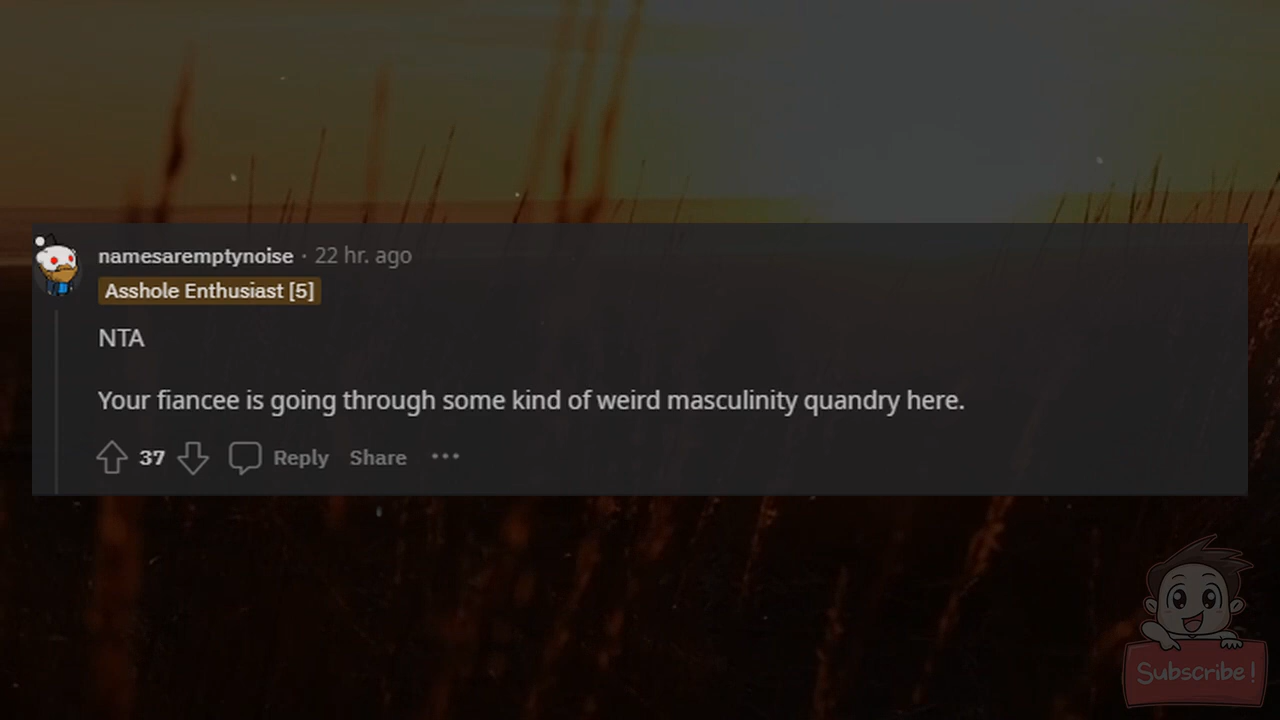 namesaremptynoise · 22 hr. ago
Asshole Enthusiast [5]
NTA
Your fiancee is going through some kind of weird masculinity quandry here.
37 Reply Share •••
Subscribe!